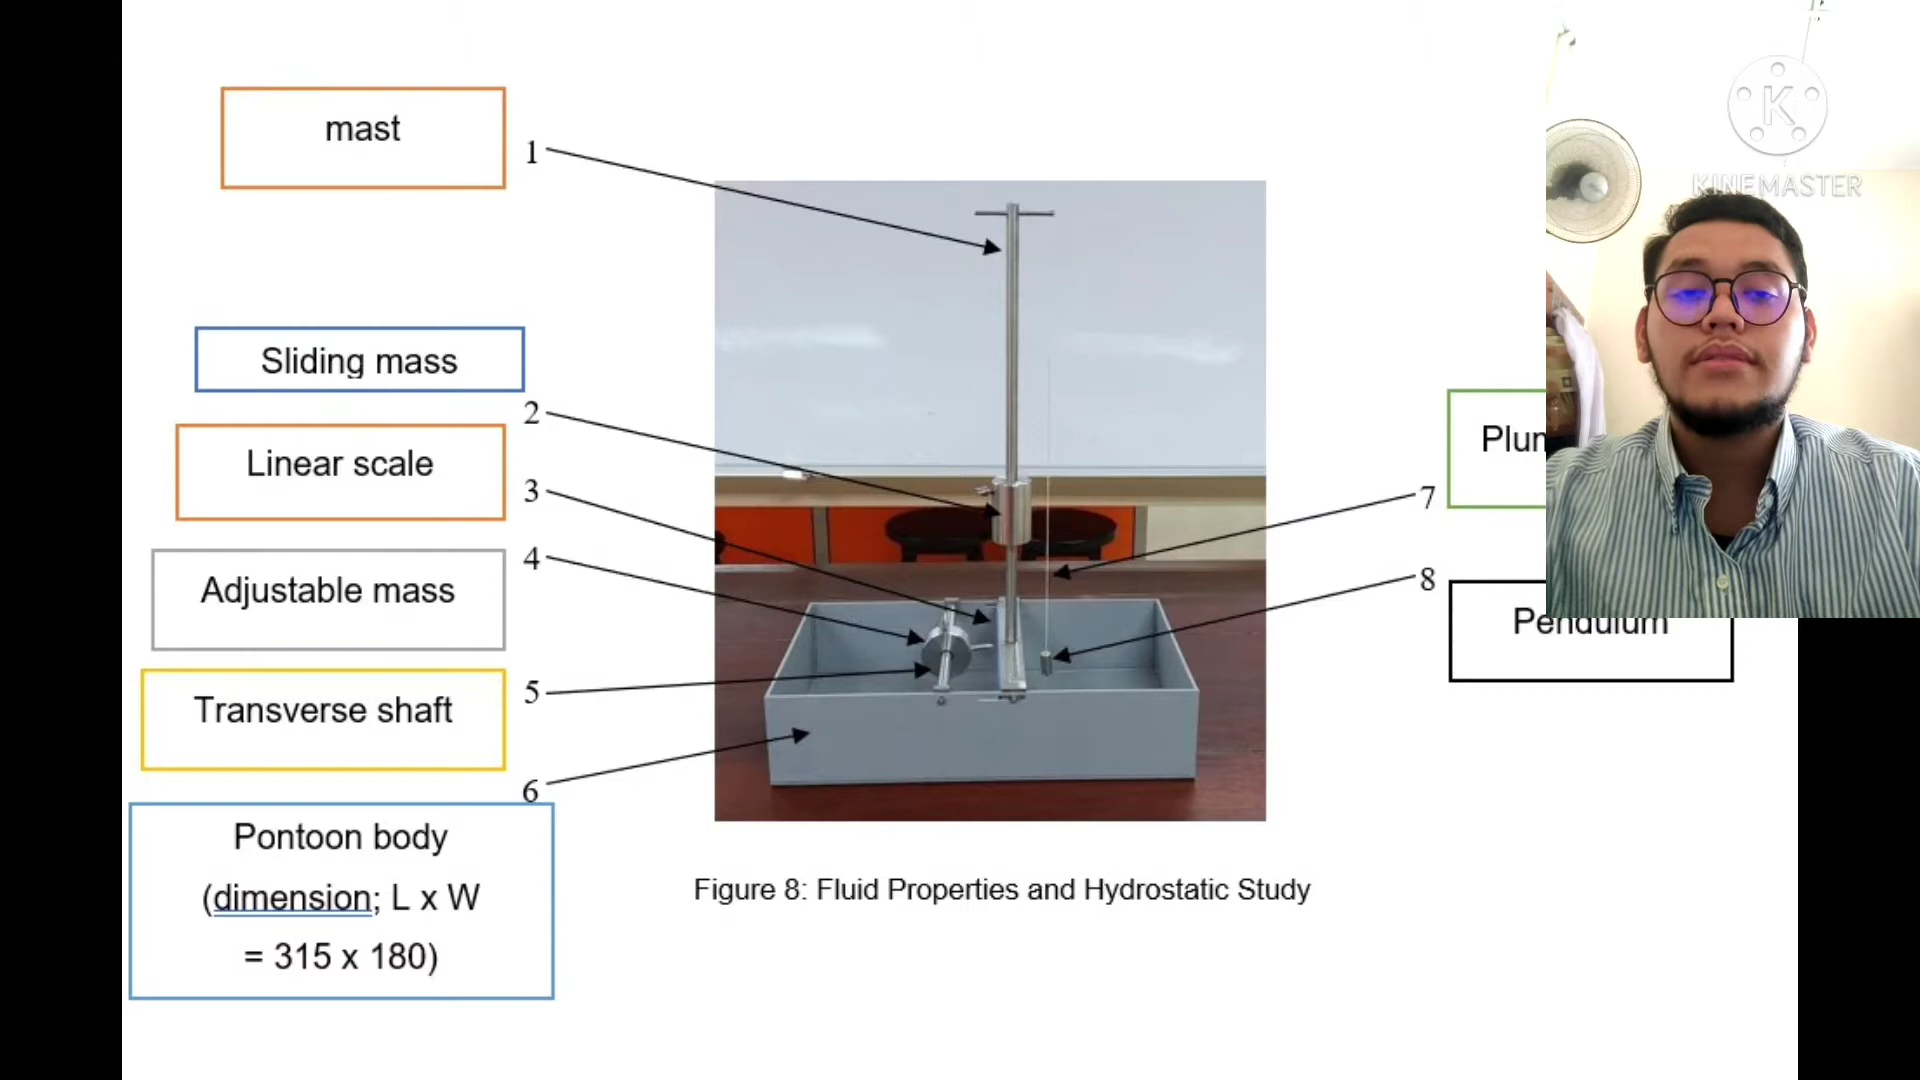 mast
1
Sliding mass
2
Linear scale
3
Adjustable mass
4
Transverse shaft
5
6
Pontoon body
(dimension; L x W
= 315 x 180)
7
8
Pendulum
Figure 8: Fluid Properties and Hydrostatic Study
K
KINEMASTER